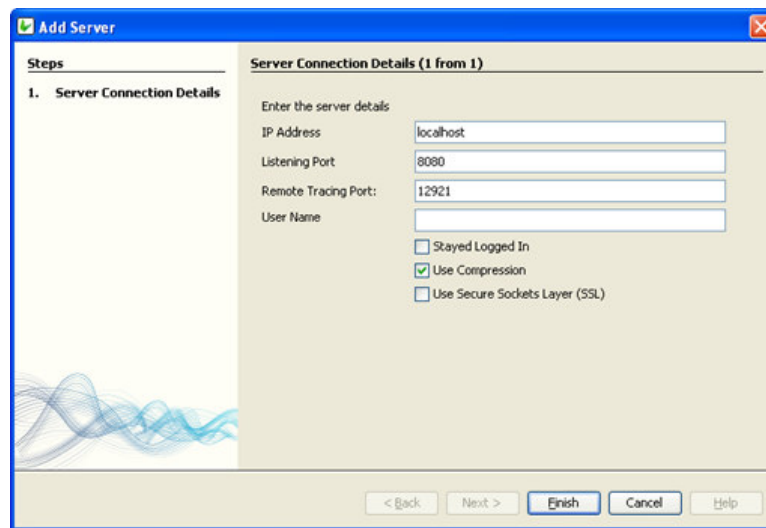 Add Server
Steps
1. Server Connection Details
Server Connection Details (1 from 1)
Enter the server details
IP Address localhost
Listening Port 8080
Remote Tracing Port: 12921
User Name
Stayed Logged In
Use Compression
Use Secure Sockets Layer (SSL)
< Back Next > Finish Cancel Help